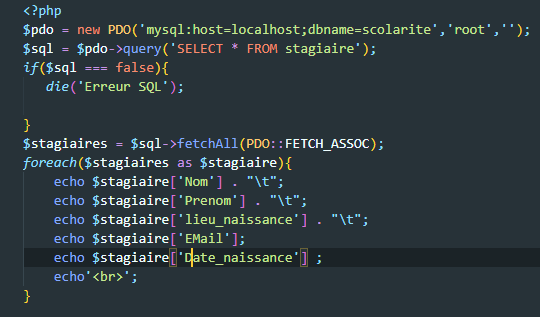 <?php
$pdo = new PDO('mysql:host=localhost;dbname=scolarite','root','');
$sql = $pdo->query('SELECT * FROM stagiaire');
if($sql === false){
die('Erreur SQL');
}
$stagiaires = $sql->fetchAll(PDO::FETCH_ASSOC);
foreach($stagiaires as $stagiaire){
echo $stagiaire['Nom'] . "\t";
echo $stagiaire['Prenom'] . "\t";
echo $stagiaire['lieu_naissance'] . "\t";
echo $stagiaire['EMail'];
echo $stagiaire['Date_naissance'] ;
echo'<br>';
}